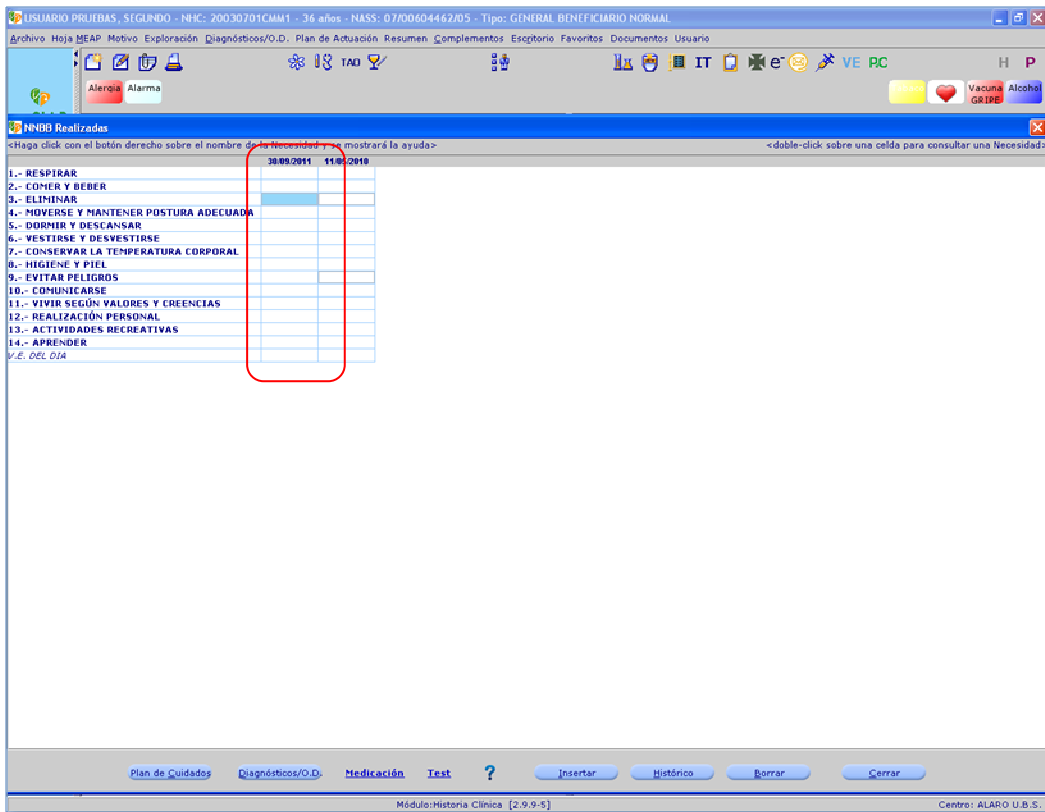 USUARIO PRUEBAS, SEGUNDO - NHC: 20030701CMM1 - 36 años - NASS: 07/00604462/05 - Tipo: GENERAL BENEFICIARIO NORMAL
Archivo Hoja MEAP Motivo Exploración Diagnósticos/O.D. Plan de Actuación Resumen Complementos Escritorio Favoritos Documentos Usuario
TAO IT e- VE RC H P
Alergia Alarma Vacuna GRIPE Alcohol
NNBB Realizadas
<Haga click con el botón derecho sobre el nombre de la Necesidad y se mostrará la ayuda> <doble-click sobre una celda para consultar una Necesidad>
30/09/2011 11/05/2010
1.- RESPIRAR
2.- COMER Y BEBER
3.- ELIMINAR
4.- MOVERSE Y MANTENER POSTURA ADECUADA
5.- DORMIR Y DESCANSAR
6.- VESTIRSE Y DESVESTIRSE
7.- CONSERVAR LA TEMPERATURA CORPORAL
8.- HIGIENE Y PIEL
9.- EVITAR PELIGROS
10.- COMUNICARSE
11.- VIVIR SEGÚN VALORES Y CREENCIAS
12.- REALIZACIÓN PERSONAL
13.- ACTIVIDADES RECREATIVAS
14.- APRENDER
V.E. DEL DIA
Plan de Cuidados Diagnósticos/O.D. Medicación Test ? Insertar Histórico Borrar Cerrar
Módulo:Historia Clínica [2.9.9-5] Centro: ALARO U.B.S.